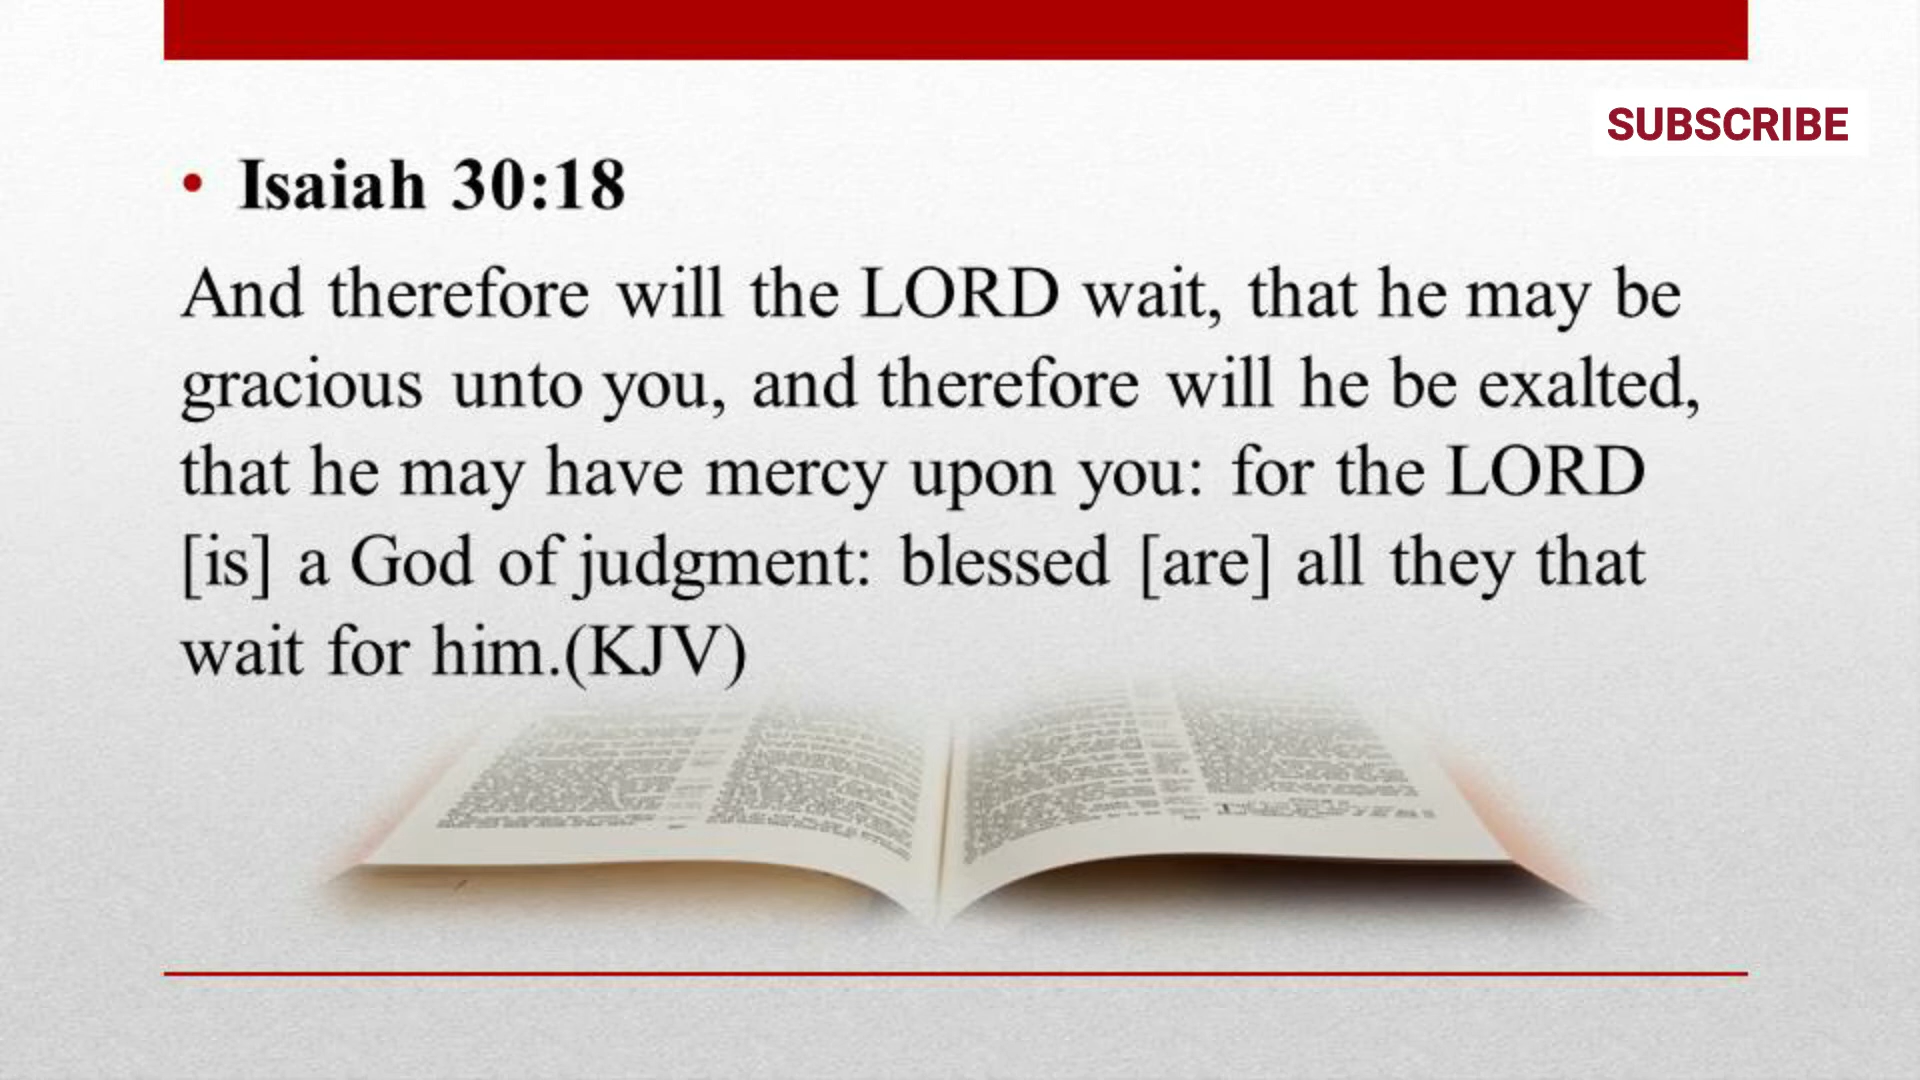 SUBSCRIBE
• Isaiah 30:18
And therefore will the LORD wait, that he may be
gracious unto you, and therefore will he be exalted,
that he may have mercy upon you: for the LORD
[is] a God of judgment: blessed [are] all they that
wait for him.(KJV)